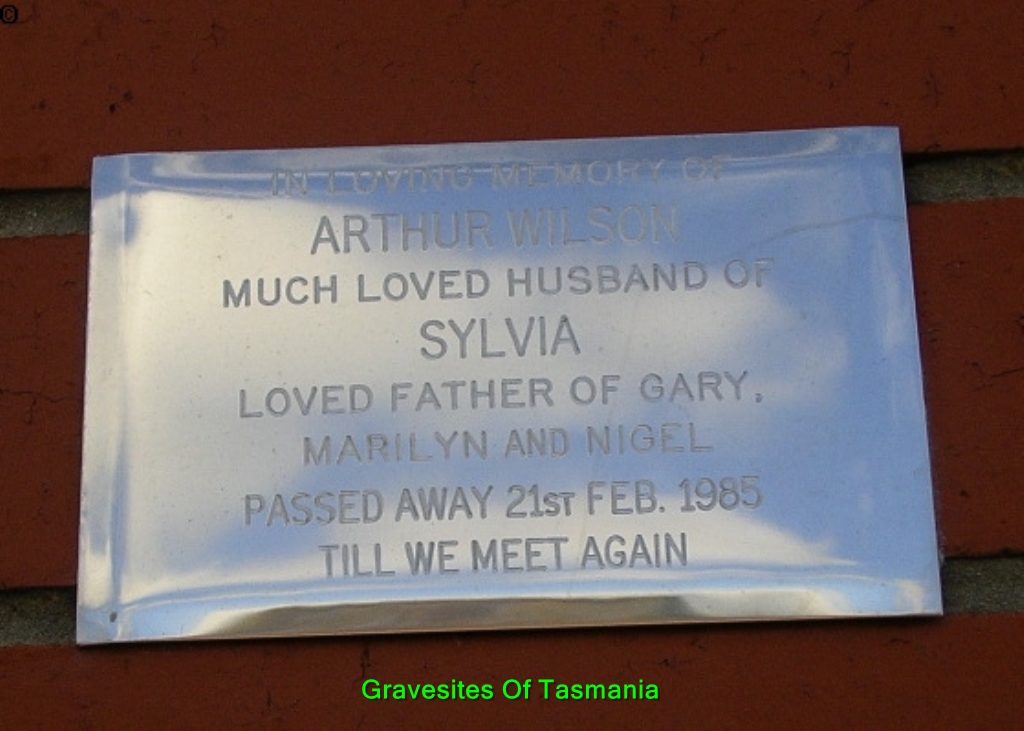 ©
IN LOVING MEMORY OF
ARTHUR WILSON
MUCH LOVED HUSBAND OF
SYLVIA
LOVED FATHER OF GARY,
MARILYN AND NIGEL
PASSED AWAY 21ST FEB. 1985
TILL WE MEET AGAIN
Gravesites Of Tasmania